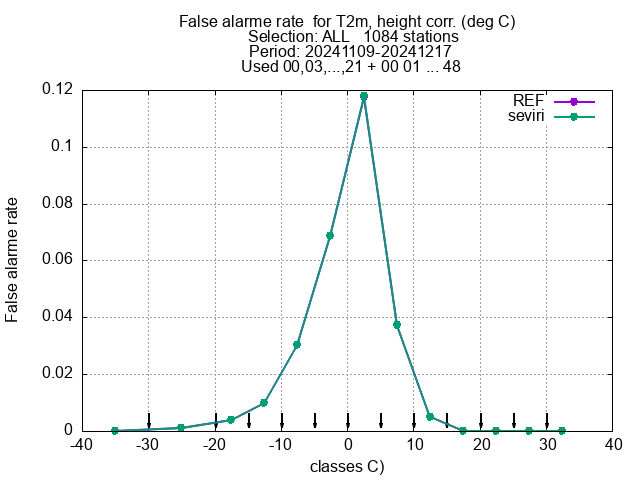 False alarme rate  for T2m, height corr. (deg C)
Selection: ALL   1084 stations
Period: 20241109-20241217
Used 00,03,...,21 + 00 01 ... 48
REF
seviri
0.12
0.1
0.08
0.06
0.04
0.02
0
False alarme rate
-40 -30 -20 -10 0 10 20 30 40
classes C)